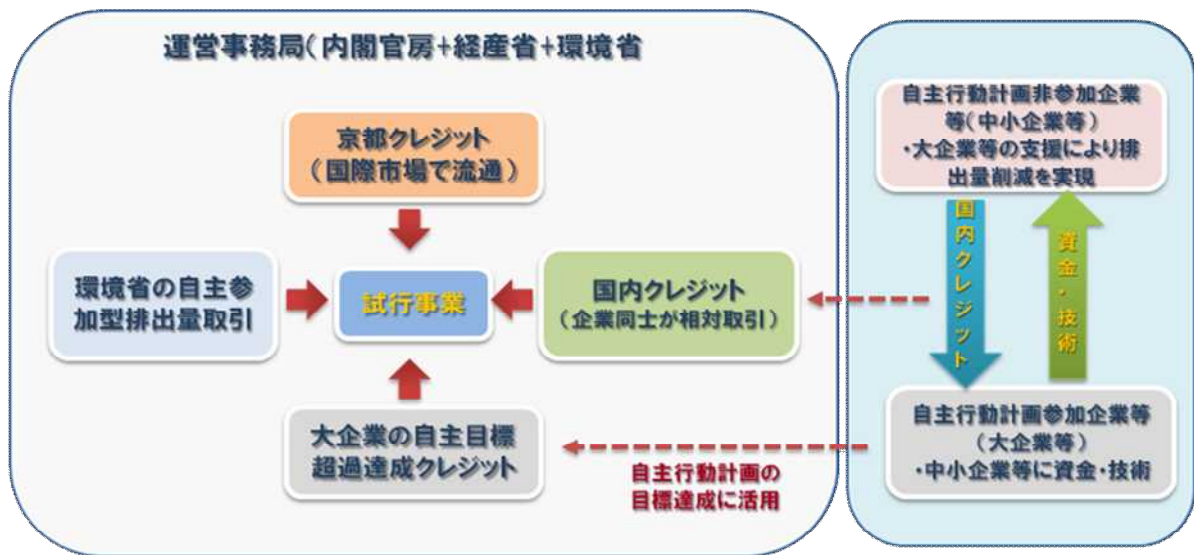 運営事務局(内閣官房+経産省+環境省
京都クレジット
(国際市場で流通)
環境省の自主参
加型排出量取引
試行事業
国内クレジット
(企業同士が相対取引)
大企業の自主目標
超過達成クレジット
自主行動計画の
目標達成に活用
自主行動計画非参加企業
等(中小企業等)
・大企業等の支援により排
出量削減を実現
国内クレジット
資金・技術
自主行動計画参加企業等
(大企業等)
・中小企業等に資金・技術